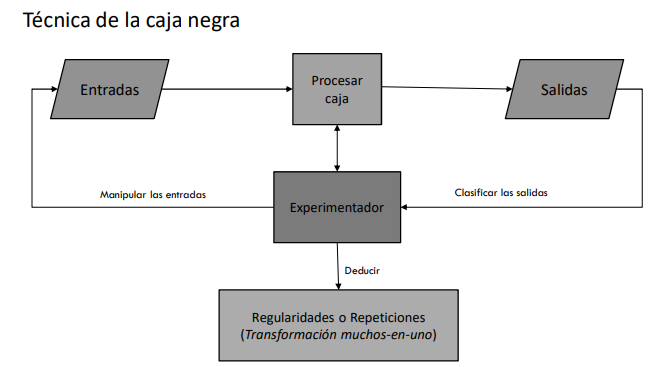 Técnica de la caja negra
Entradas
Procesar
caja
Salidas
Manipular las entradas
Experimentador
Clasificar las salidas
Deducir
Regularidades o Repeticiones
(Transformación muchos-en-uno)